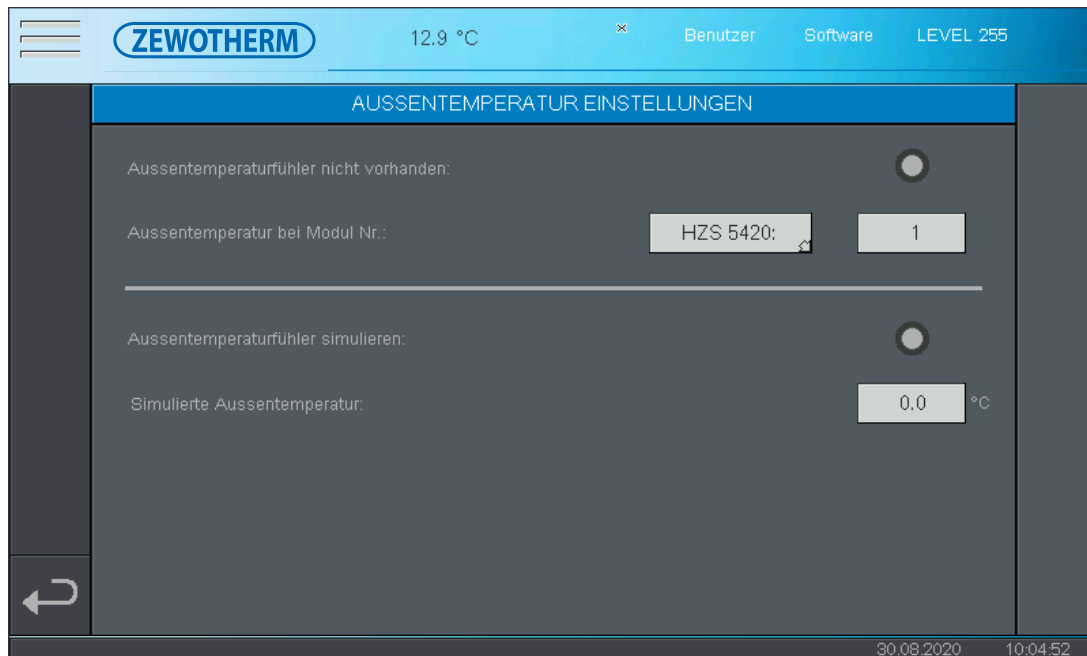 ZEWOTHERM 12.9 °C Benutzer Software LEVEL 255
AUSSENTEMPERATUR EINSTELLUNGEN
Aussentemperaturfühler nicht vorhanden:
Aussentemperatur bei Modul Nr.: HZS 5420: 1
Aussentemperaturfühler simulieren:
Simulierte Aussentemperatur: 0.0 °C
30.08.2020 10:04:52